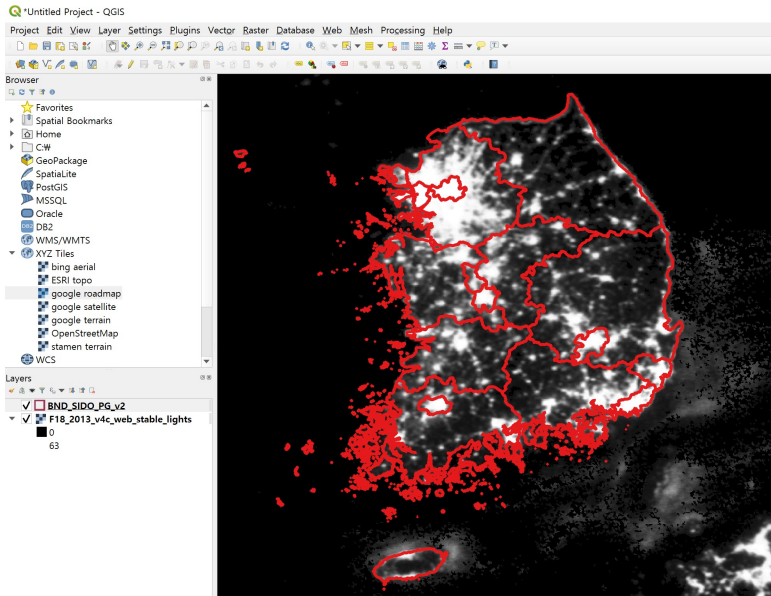 *Untitled Project - QGIS
Project Edit View Layer Settings Plugins Vector Raster Database Web Mesh Processing Help
Browser
Favorites
Spatial Bookmarks
Home
C:₩
GeoPackage
SpatiaLite
PostGIS
MSSQL
Oracle
DB2
WMS/WMTS
XYZ Tiles
bing aerial
ESRI topo
google roadmap
google satellite
google terrain
OpenStreetMap
stamen terrain
WCS
Layers
BND_SIDO_PG_v2
F18_2013_v4c_web_stable_lights
0
63